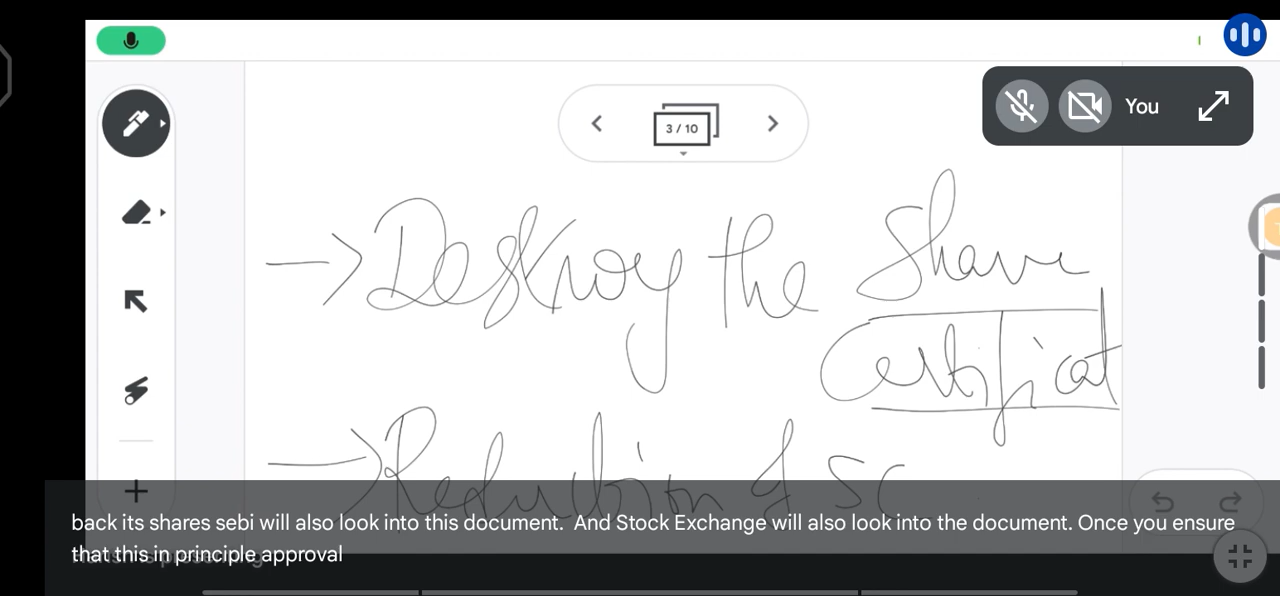 3 / 10
You
→ Destroy the Share
Certificat
→ Reduction of SC
back its shares sebi will also look into this document. And Stock Exchange will also look into the document. Once you ensure
that this in principle approval